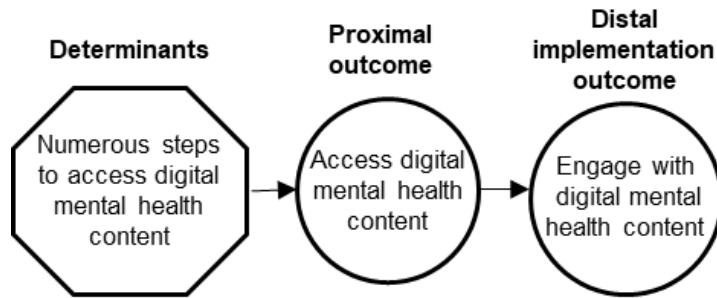 Determinants
Proximal
outcome
Distal
implementation
outcome
Numerous steps
to access digital
mental health
content
Access digital
mental health
content
Engage with
digital mental
health content